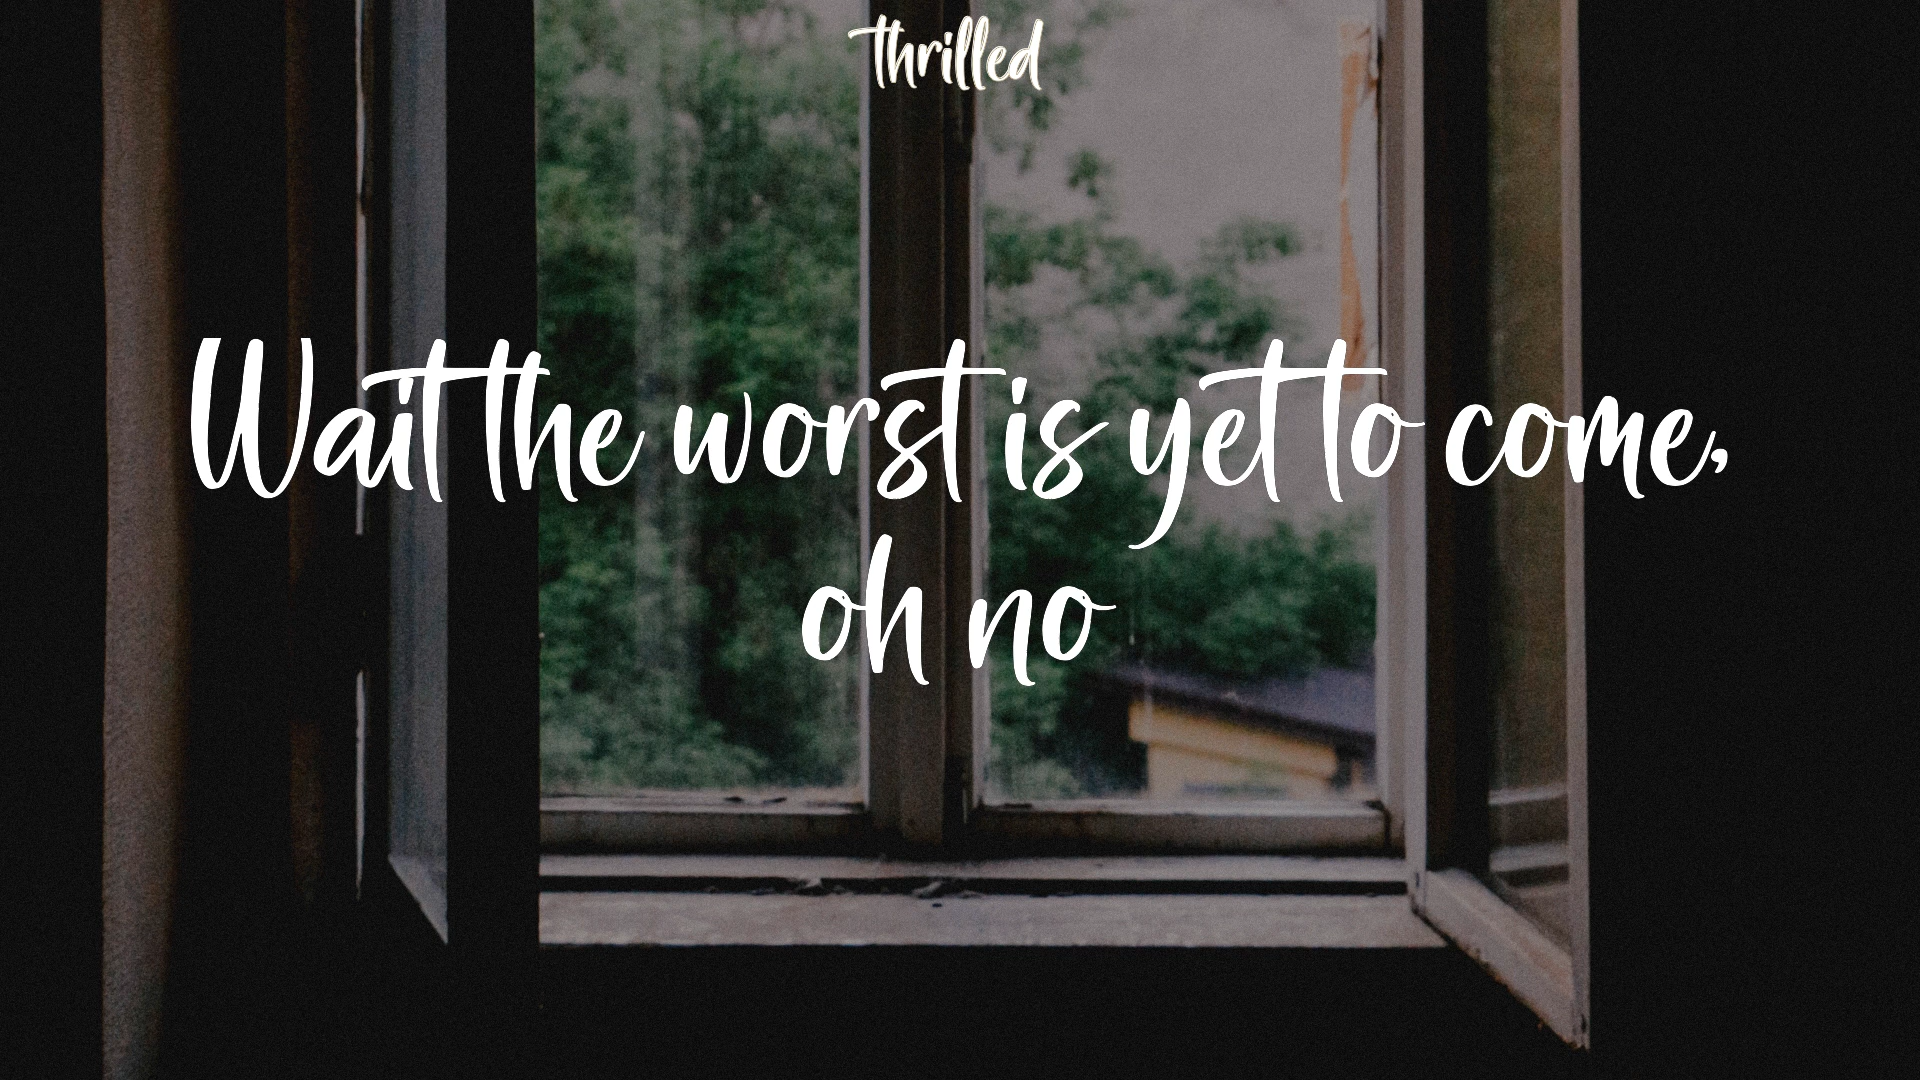 thrilled
Wait the worst is yet to come,
oh no